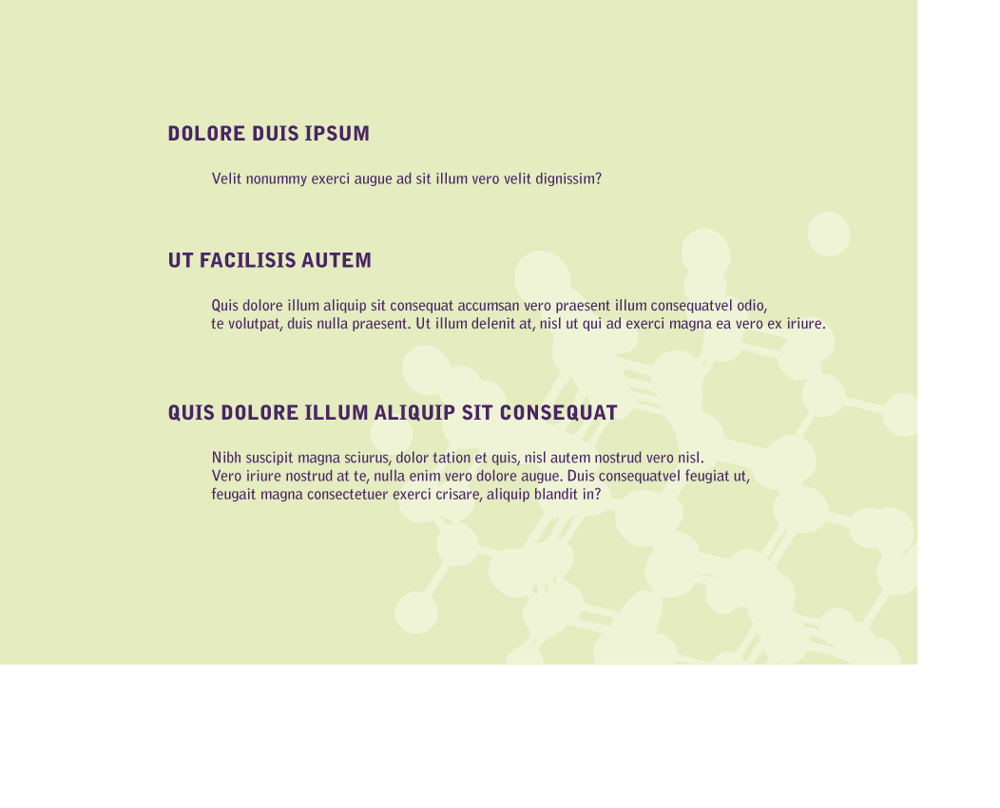 DOLORE DUIS IPSUM
Velit nonummy exerci augue ad sit illum vero velit dignissim?
UT FACILISIS AUTEM
Quis dolore illum aliquip sit consequat accumsan vero praesent illum consequatvel odio,
te volutpat, duis nulla praesent. Ut illum delenit at, nisl ut qui ad exerci magna ea vero ex iriure.
QUIS DOLORE ILLUM ALIQUIP SIT CONSEQUAT
Nibh suscipit magna sciurus, dolor tation et quis, nisl autem nostrud vero nisl.
Vero iriure nostrud at te, nulla enim vero dolore augue. Duis consequatvel feugiat ut,
feugait magna consectetuer exerci crisare, aliquip blandit in?